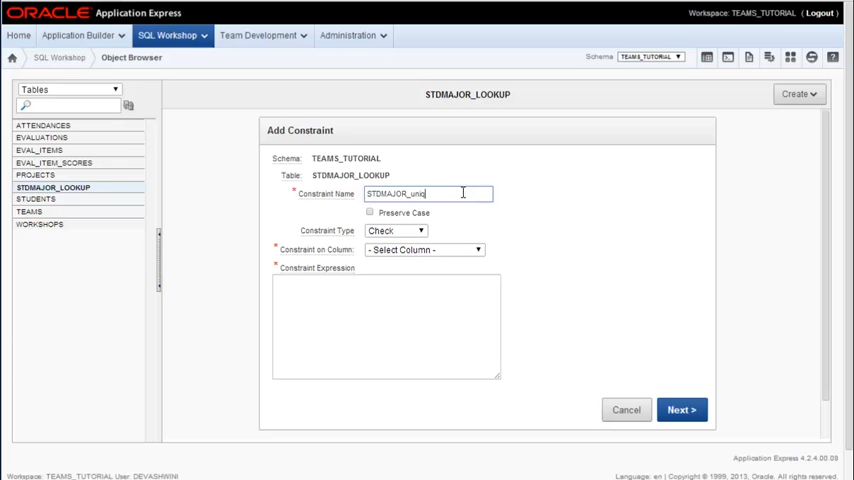 ORACLE Application Express
Workspace: TEAMS_TUTORIAL ( Logout )
Home Application Builder SQL Workshop Team Development Administration
SQL Workshop Object Browser Schema TEAMS_TUTORIAL
Tables
STDMAJOR_LOOKUP
Create
ATTENDANCES
EVALUATIONS
EVAL_ITEMS
EVAL_ITEM_SCORES
PROJECTS
STDMAJOR_LOOKUP
STUDENTS
TEAMS
WORKSHOPS
Add Constraint
Schema: TEAMS_TUTORIAL
Table: STDMAJOR_LOOKUP
* Constraint Name STDMAJOR_uniq
Preserve Case
Constraint Type Check
* Constraint on Column: - Select Column -
* Constraint Expression
Cancel Next >
Application Express 4.2.4.00.08
Workspace: TEAMS_TUTORIAL User: DEVASHWINI
Language: en | Copyright © 1999, 2013, Oracle. All rights reserved.